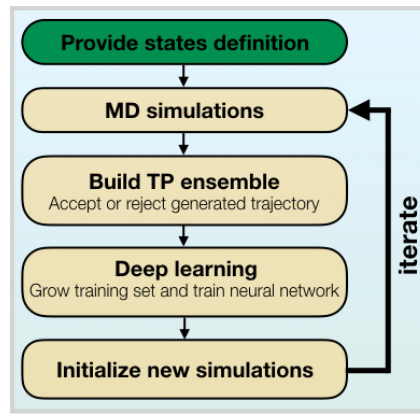 Provide states definition
MD simulations
Build TP ensemble
Accept or reject generated trajectory
Deep learning
Grow training set and train neural network
Initialize new simulations
iterate